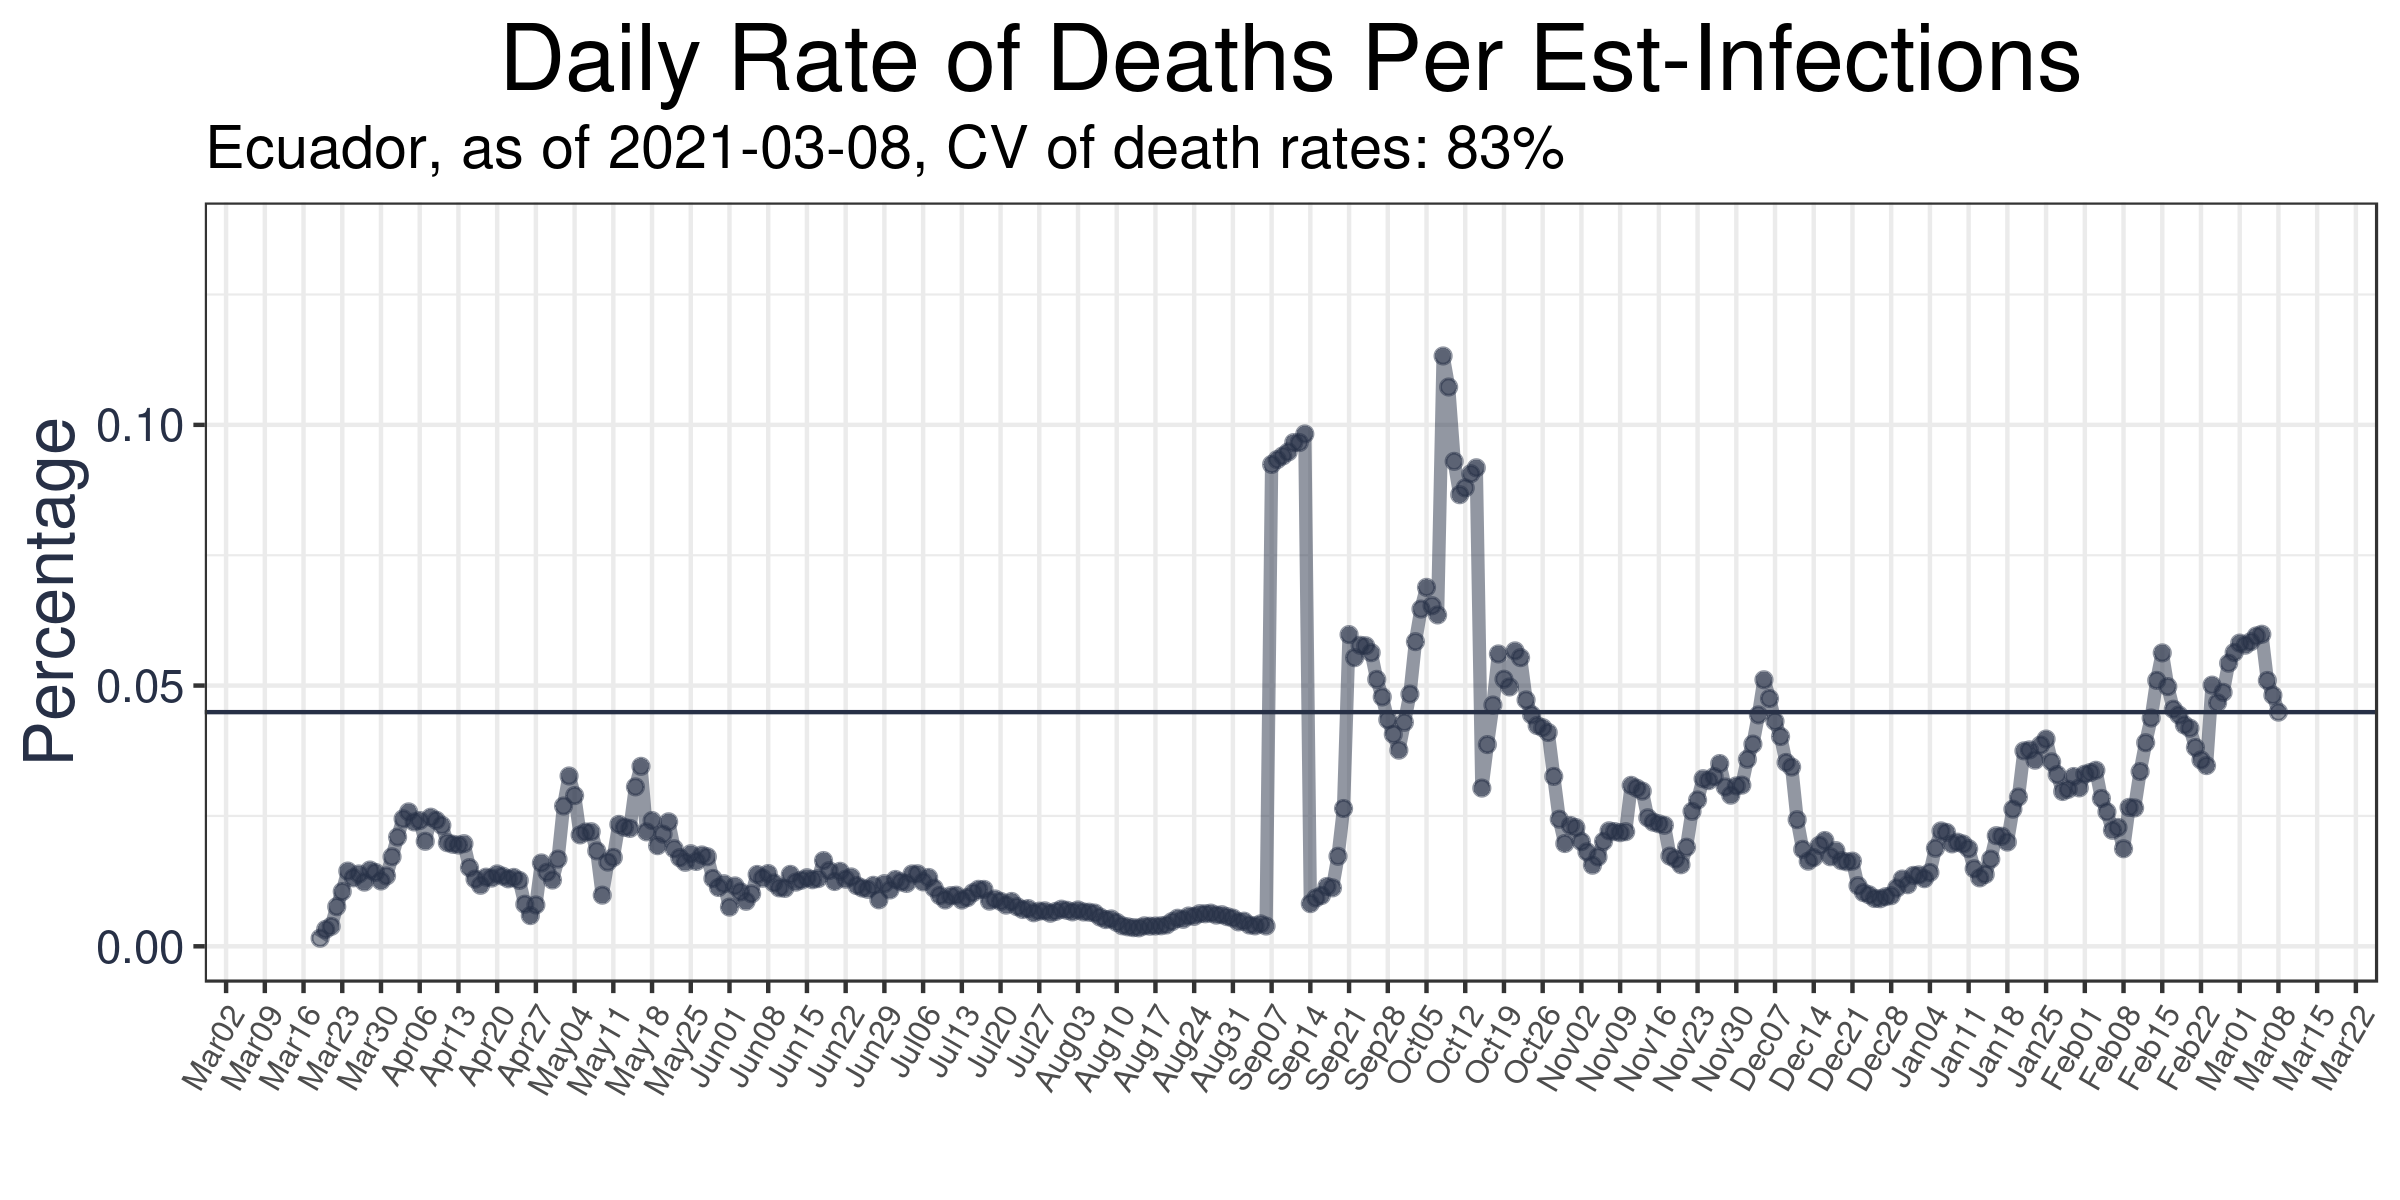 Daily Rate of Deaths Per Est-Infections
Ecuador, as of 2021-03-08, CV of death rates: 83%
Percentage
0.10
0.05
0.00
Mar02 Mar09 Mar16 Mar23 Mar30 Apr06 Apr13 Apr20 Apr27 May04 May11 May18 May25 Jun01 Jun08 Jun15 Jun22 Jun29 Jul06 Jul13 Jul20 Jul27 Aug03 Aug10 Aug17 Aug24 Aug31 Sep07 Sep14 Sep21 Sep28 Oct05 Oct12 Oct19 Oct26 Nov02 Nov09 Nov16 Nov23 Nov30 Dec07 Dec14 Dec21 Dec28 Jan04 Jan11 Jan18 Jan25 Feb01 Feb08 Feb15 Feb22 Mar01 Mar08 Mar15 Mar22